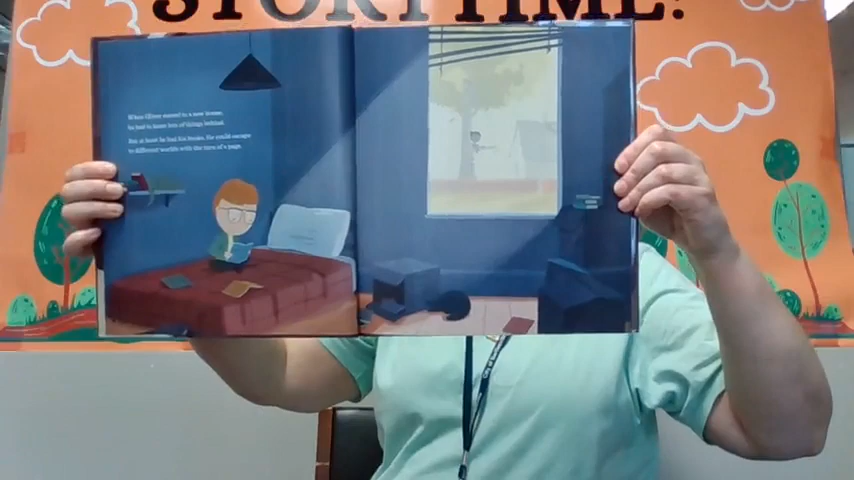 STORYTIME!
When Oliver moved to a new house,
he had to leave lots of things behind.
But at least he had his books. He could escape
to different worlds with the turn of a page.